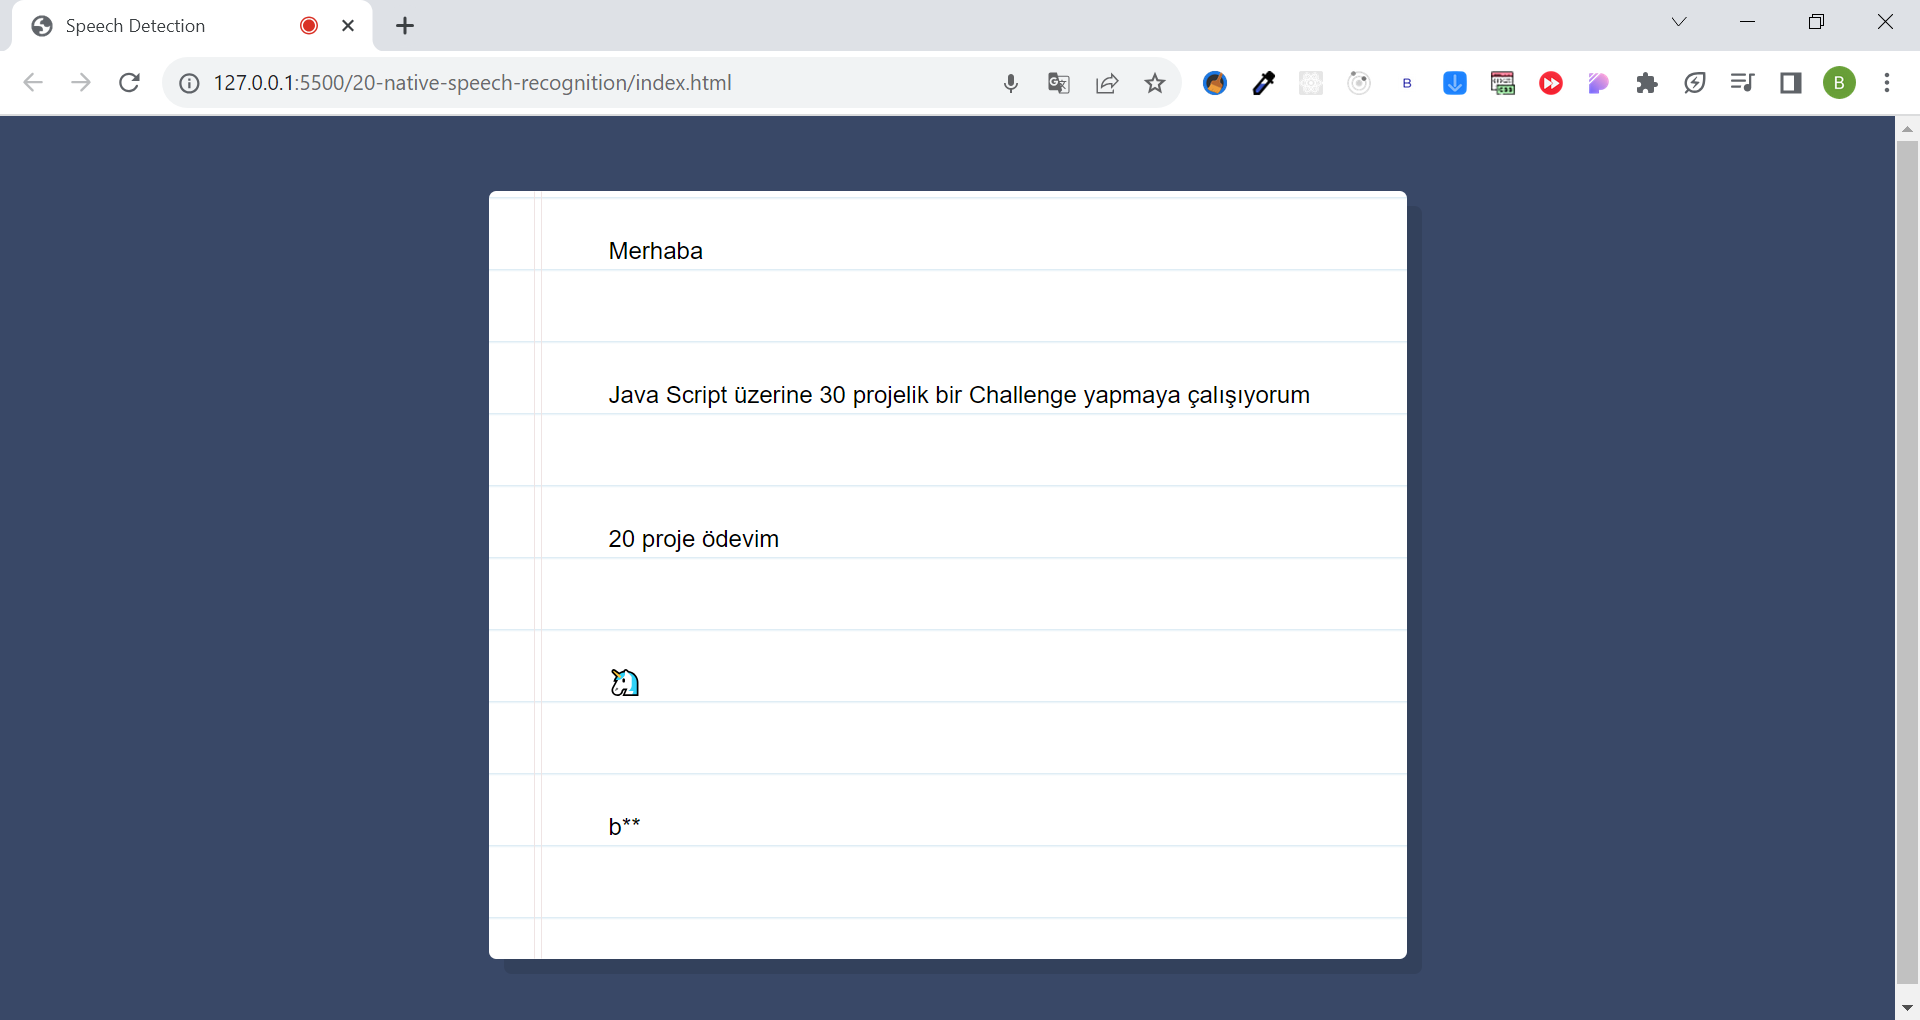 Speech Detection
127.0.0.1:5500/20-native-speech-recognition/index.html
B
B
Merhaba
Java Script üzerine 30 projelik bir Challenge yapmaya çalışıyorum
20 proje ödevim
🦄
b**